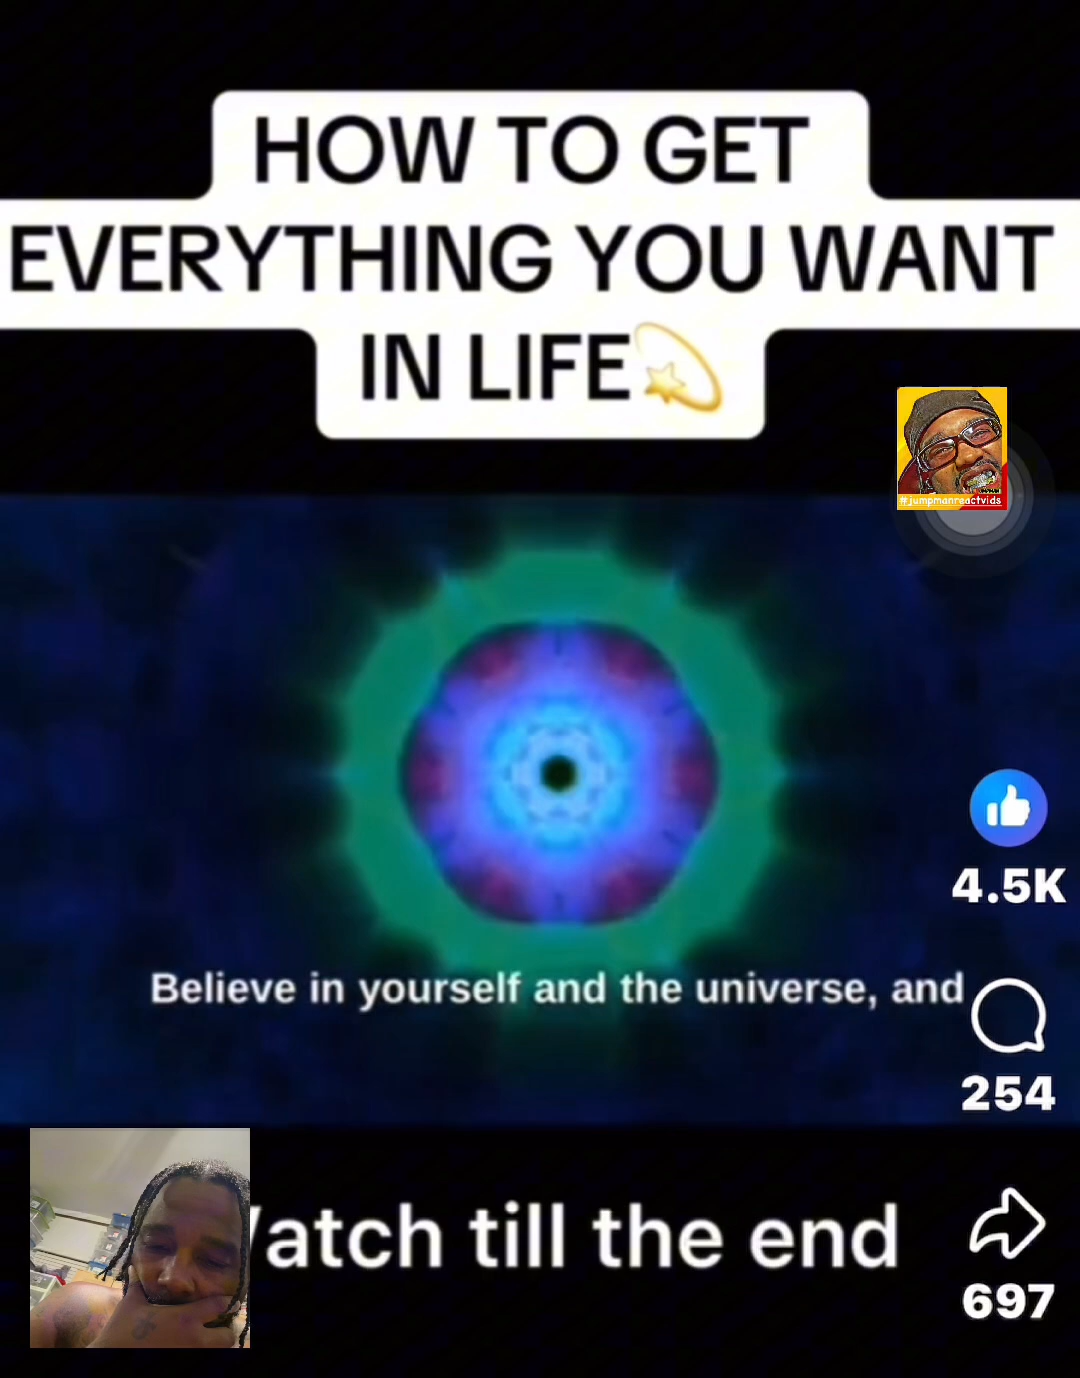 HOW TO GET
EVERYTHING YOU WANT
IN LIFE
#jumpmanreactvids
4.5K
Believe in yourself and the universe, and
254
till the end
697